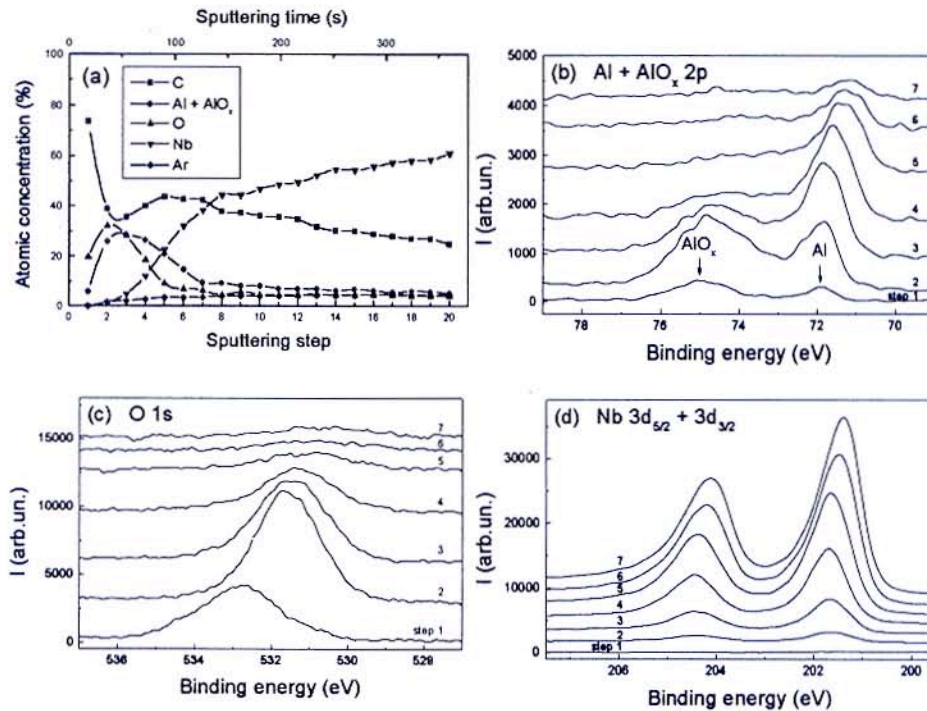 Sputtering time (s)
0 100 200 300
(a)
C
Al + AlOₓ
O
Nb
Ar
Atomic concentration (%)
100
80
60
40
20
0
0 2 4 6 8 10 12 14 16 18 20
Sputtering step
(b) Al + AlOₓ 2p
I (arb.un.)
5000
4000
3000
2000
1000
0
7
6
5
4
3
2
step 1
AlOₓ
Al
78 76 74 72 70
Binding energy (eV)
(c) O 1s
I (arb.un.)
15000
10000
5000
0
7
6
5
4
3
2
step 1
536 534 532 530 528
Binding energy (eV)
(d) Nb 3d₅/₂ + 3d₃/₂
I (arb.un.)
30000
20000
10000
0
7
6
5
4
3
2
step 1
206 204 202 200
Binding energy (eV)